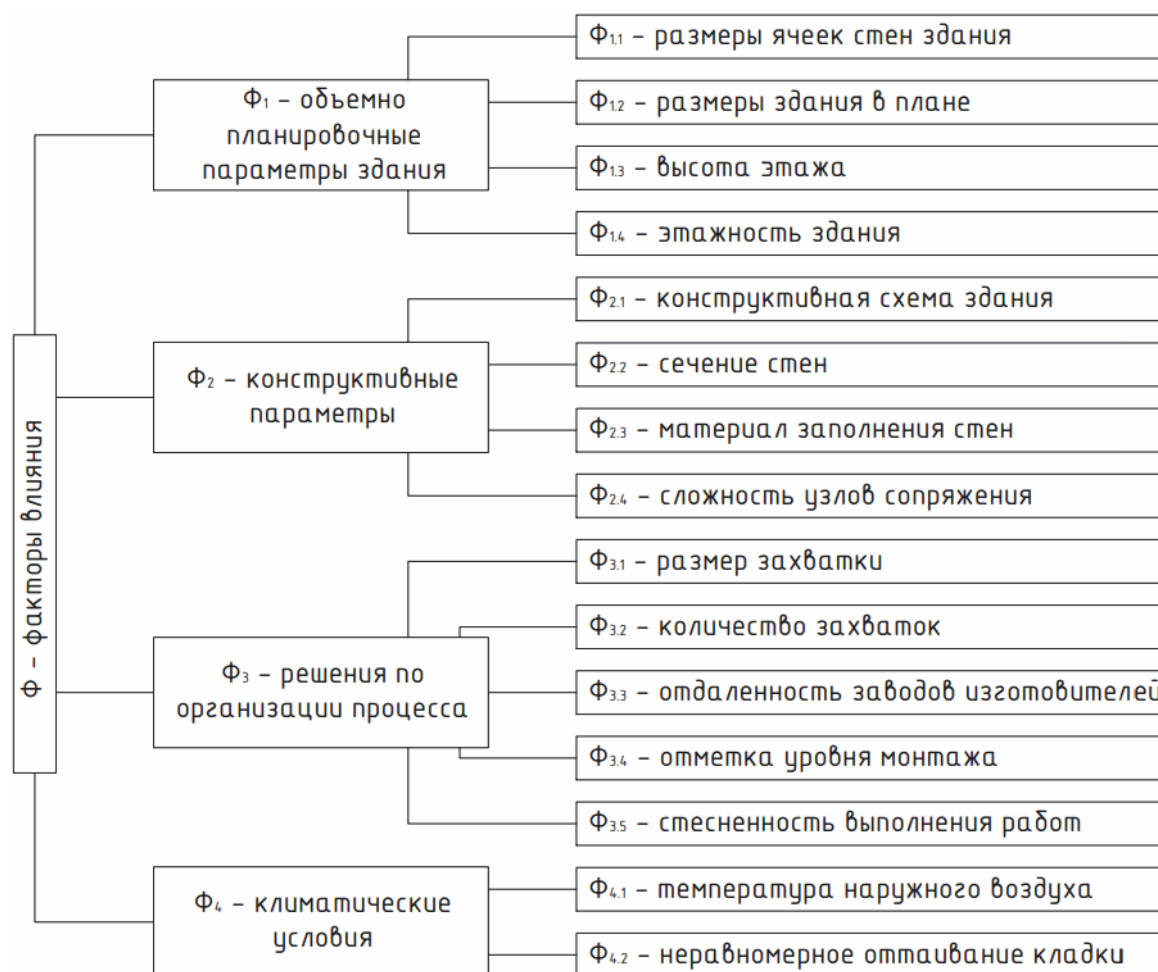 Ф – факторы влияния
Ф1 – объемно
планировочные
параметры здания
Ф1.1 – размеры ячеек стен здания
Ф1.2 – размеры здания в плане
Ф1.3 – высота этажа
Ф1.4 – этажность здания
Ф2 – конструктивные
параметры
Ф2.1 – конструктивная схема здания
Ф2.2 – сечение стен
Ф2.3 – материал заполнения стен
Ф2.4 – сложность узлов сопряжения
Ф3 – решения по
организации процесса
Ф3.1 – размер захватки
Ф3.2 – количество захваток
Ф3.3 – отдаленность заводов изготовителей
Ф3.4 – отметка уровня монтажа
Ф3.5 – стесненность выполнения работ
Ф4 – климатические
условия
Ф4.1 – температура наружного воздуха
Ф4.2 – неравномерное оттаивание кладки